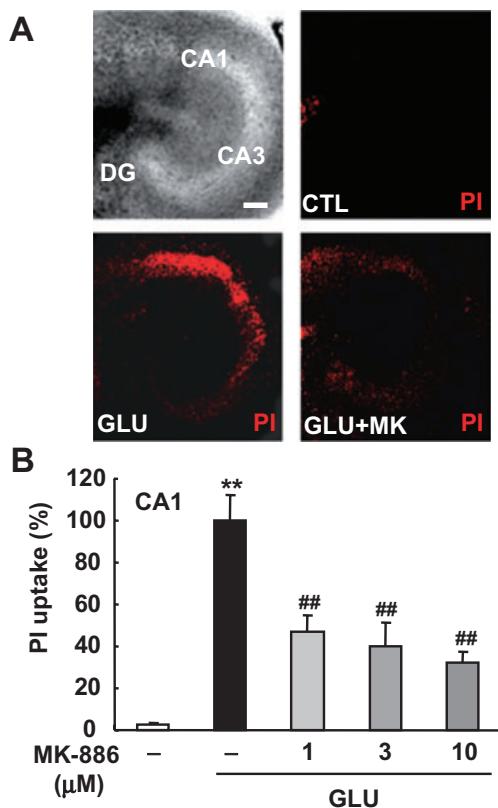 A
CA1
CA3
DG
CTL PI
GLU PI
GLU+MK PI
B
CA1
PI uptake (%)
120
100
80
60
40
20
0
**
##
##
##
MK-886 – – 1 3 10
(μM)
GLU